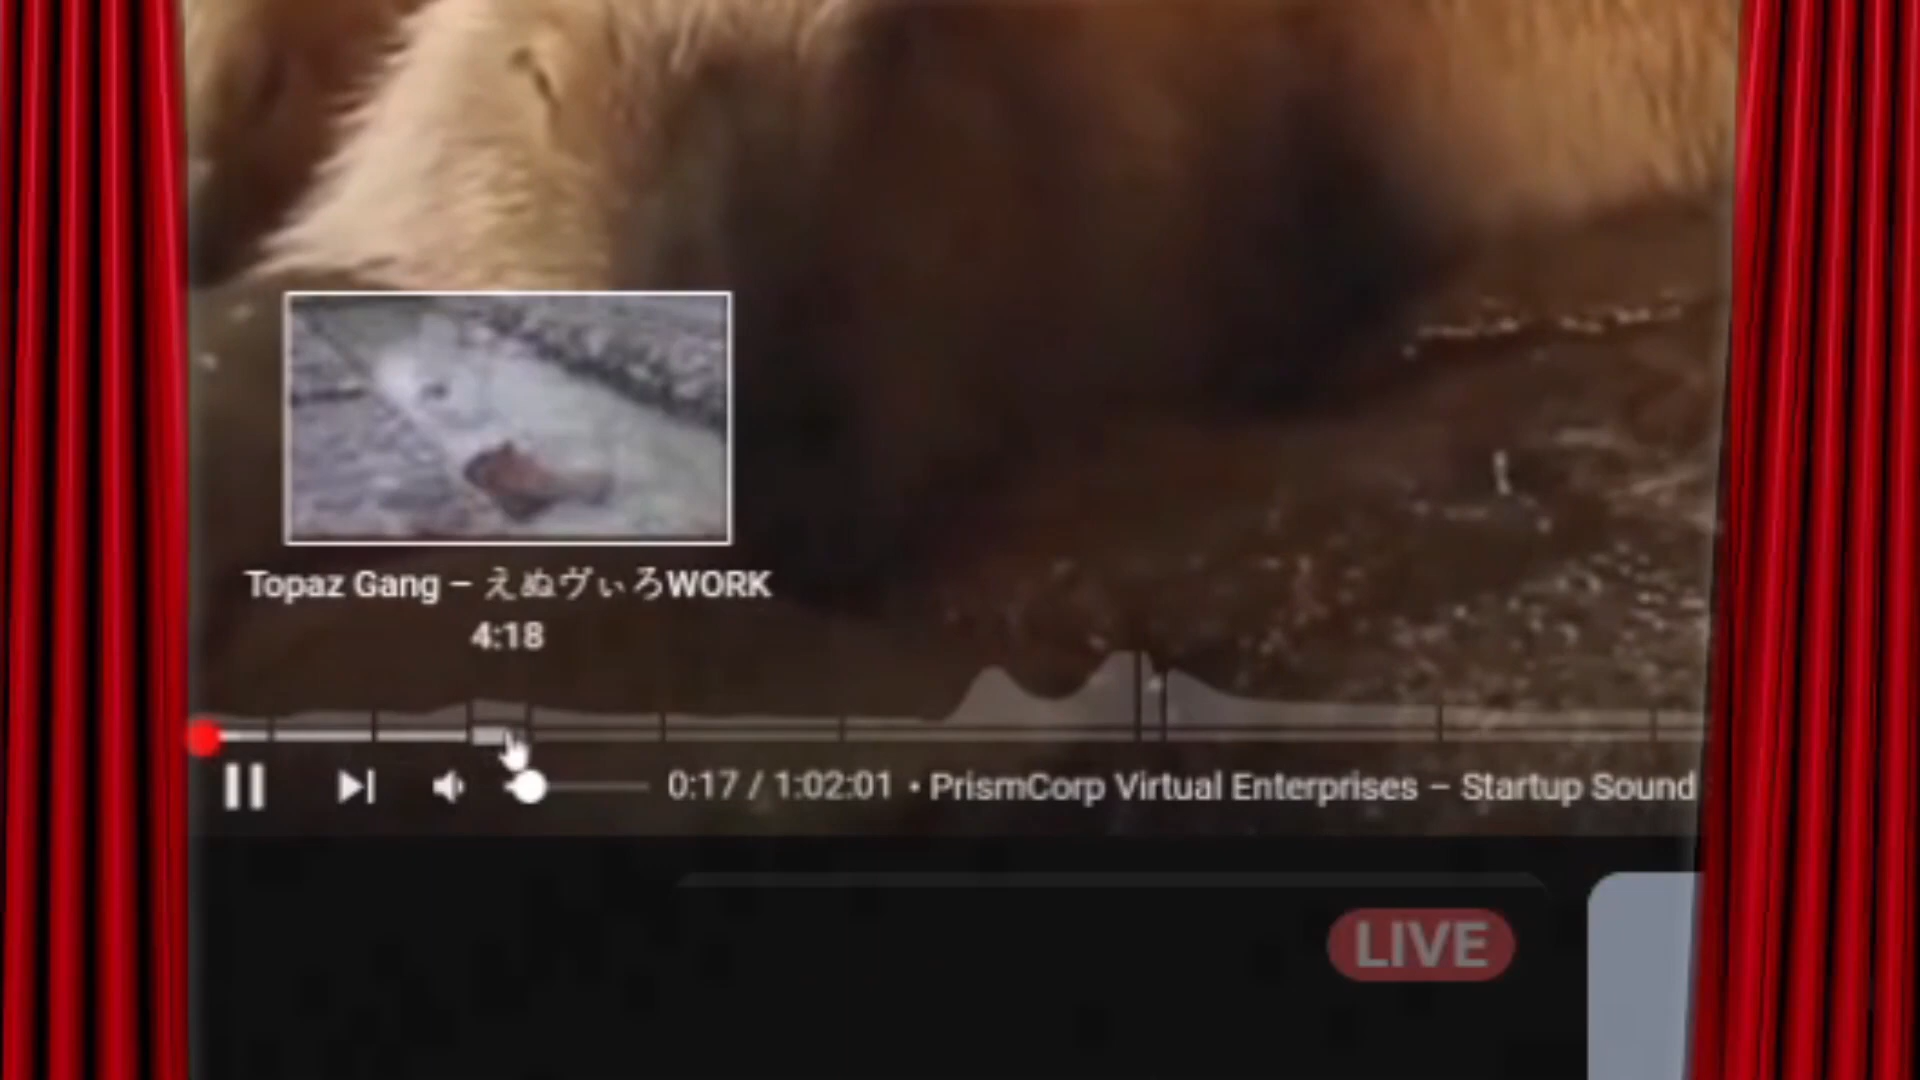 Topaz Gang – えぬヴぃろWORK
4:18
0:17 / 1:02:01 • PrismCorp Virtual Enterprises – Startup Sound
LIVE